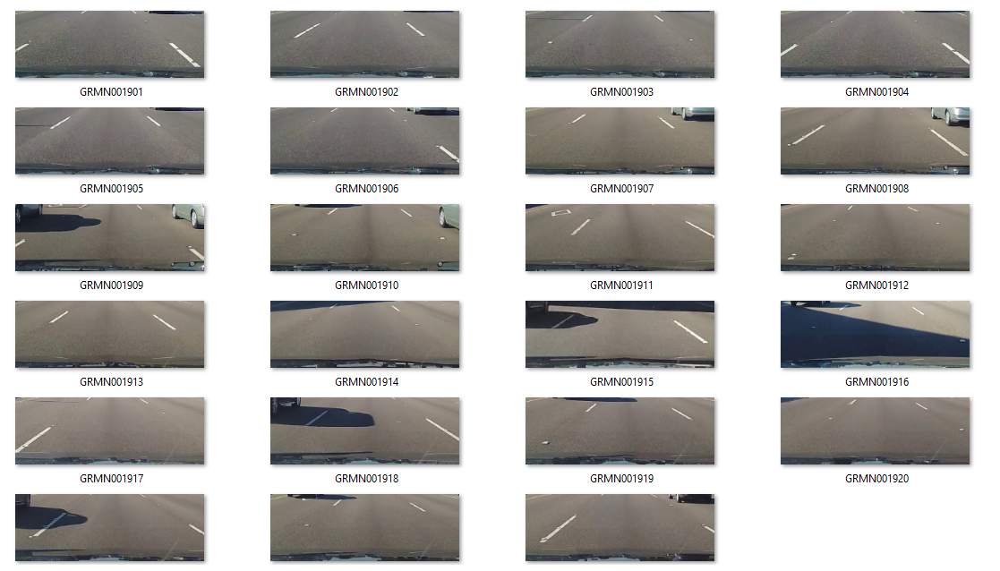 GRMN001901 GRMN001902 GRMN001903 GRMN001904
GRMN001905 GRMN001906 GRMN001907 GRMN001908
GRMN001909 GRMN001910 GRMN001911 GRMN001912
GRMN001913 GRMN001914 GRMN001915 GRMN001916
GRMN001917 GRMN001918 GRMN001919 GRMN001920